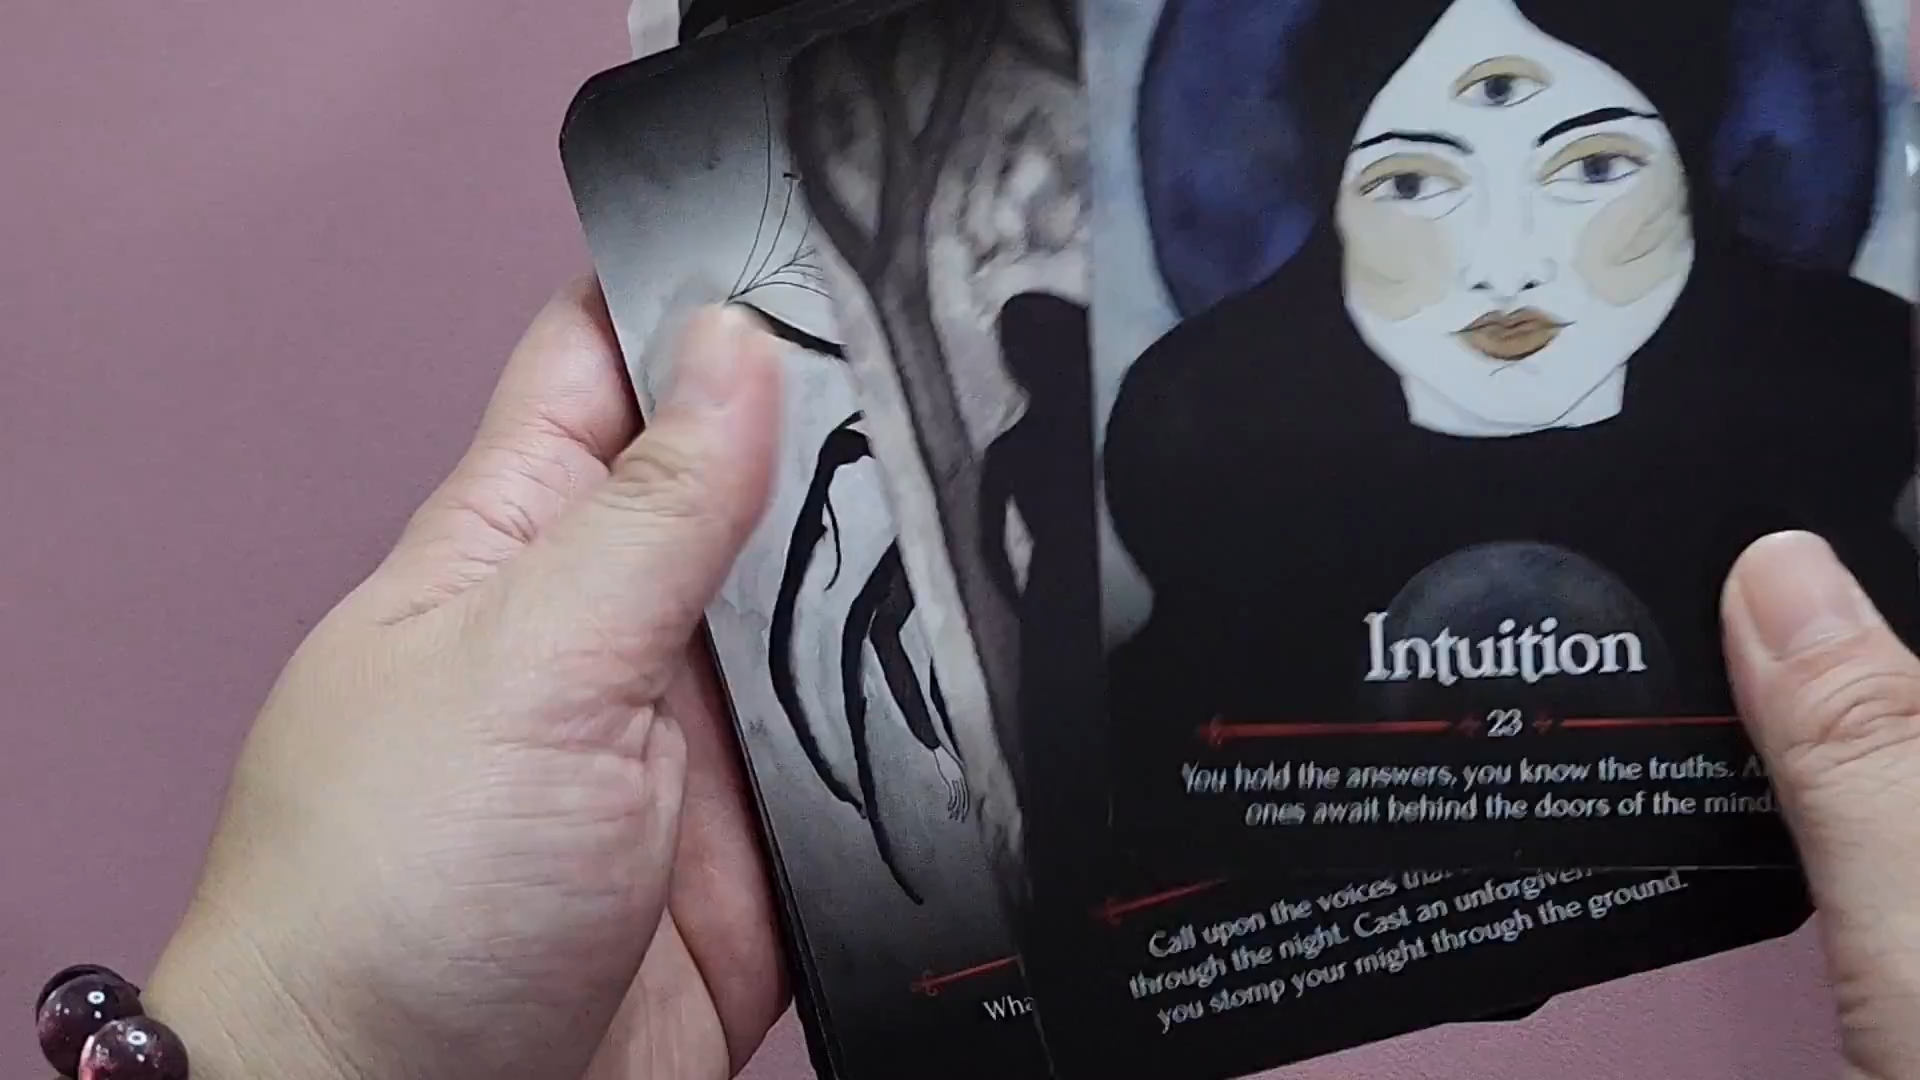 Intuition
23
You hold the answers, you know the truths.
ones await behind the doors of the mind.
Call upon the voices
through the night. Cast an unforgiven
you stomp your might through the ground.